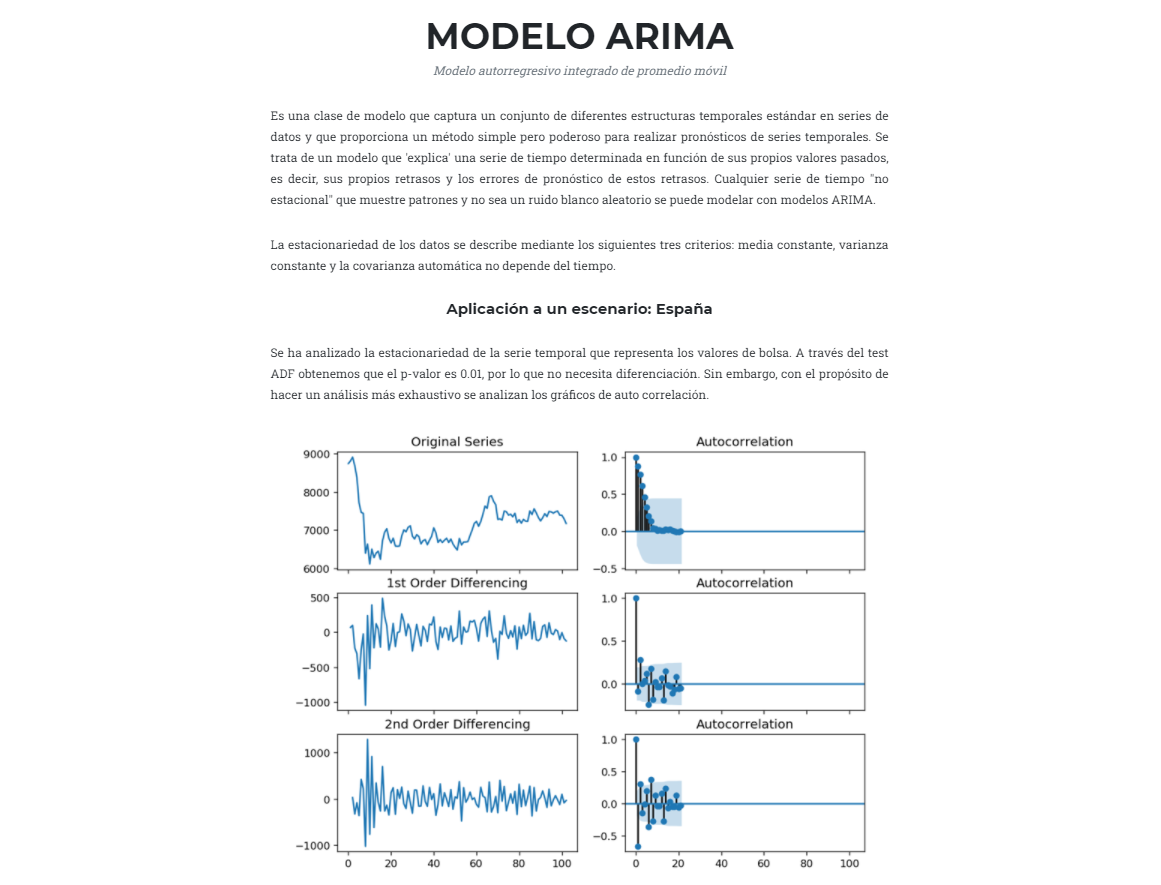 MODELO ARIMA
Modelo autorregresivo integrado de promedio móvil
Es una clase de modelo que captura un conjunto de diferentes estructuras temporales estándar en series de
datos y que proporciona un método simple pero poderoso para realizar pronósticos de series temporales. Se
trata de un modelo que 'explica' una serie de tiempo determinada en función de sus propios valores pasados,
es decir, sus propios retrasos y los errores de pronóstico de estos retrasos. Cualquier serie de tiempo "no
estacional" que muestre patrones y no sea un ruido blanco aleatorio se puede modelar con modelos ARIMA.
La estacionariedad de los datos se describe mediante los siguientes tres criterios: media constante, varianza
constante y la covarianza automática no depende del tiempo.
Aplicación a un escenario: España
Se ha analizado la estacionariedad de la serie temporal que representa los valores de bolsa. A través del test
ADF obtenemos que el p-valor es 0.01, por lo que no necesita diferenciación. Sin embargo, con el propósito de
hacer un análisis más exhaustivo se analizan los gráficos de auto correlación.
Original Series
9000
8000
7000
6000
Autocorrelation
1.0
0.5
0.0
−0.5
1st Order Differencing
500
0
−500
−1000
Autocorrelation
1.0
0.5
0.0
2nd Order Differencing
1000
0
−1000
0 20 40 60 80 100
Autocorrelation
1.0
0.5
0.0
−0.5
0 20 40 60 80 100